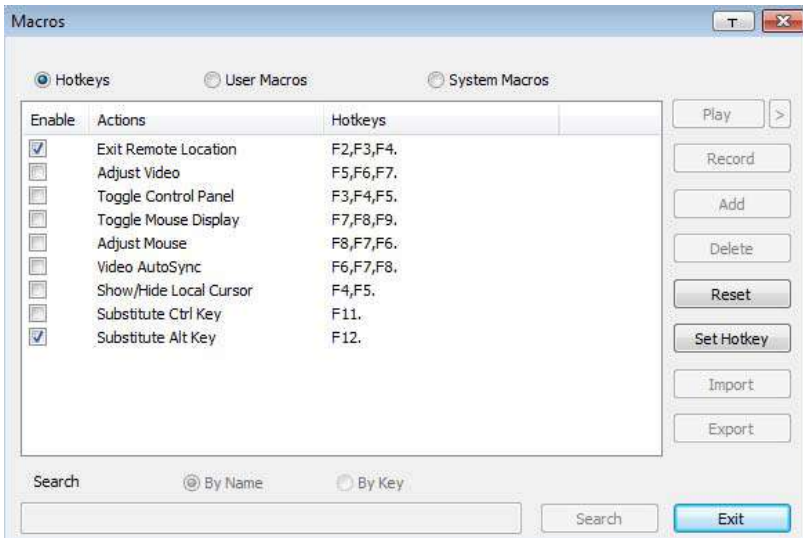 Macros
Hotkeys User Macros System Macros
Enable Actions Hotkeys
Play >
Exit Remote Location F2,F3,F4.
Record
Adjust Video F5,F6,F7.
Toggle Control Panel F3,F4,F5.
Add
Toggle Mouse Display F7,F8,F9.
Adjust Mouse F8,F7,F6.
Delete
Video AutoSync F6,F7,F8.
Show/Hide Local Cursor F4,F5.
Reset
Substitute Ctrl Key F11.
Substitute Alt Key F12.
Set Hotkey
Import
Export
Search By Name By Key
Search Exit